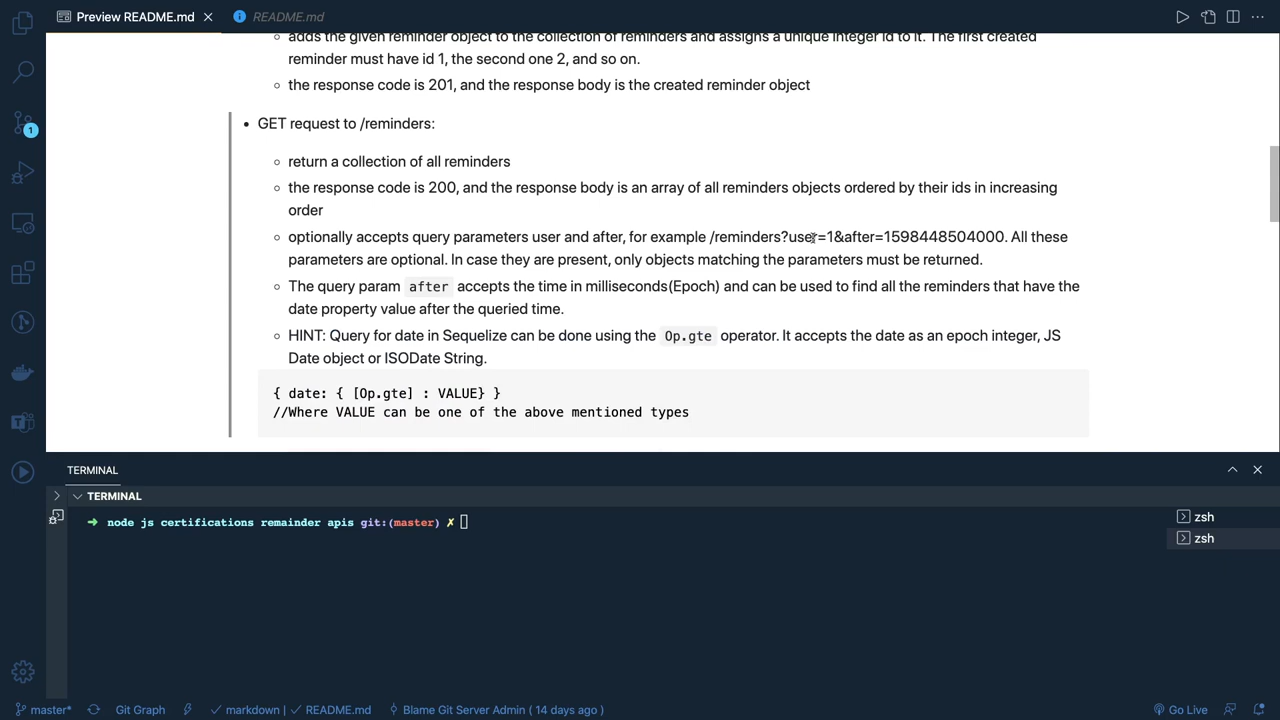 Preview README.md
README.md
adds the given reminder object to the collection of reminders and assigns a unique integer id to it. The first created
reminder must have id 1, the second one 2, and so on.
the response code is 201, and the response body is the created reminder object
GET request to /reminders:
return a collection of all reminders
the response code is 200, and the response body is an array of all reminders objects ordered by their ids in increasing
order
optionally accepts query parameters user and after, for example /reminders?user=1&after=1598448504000. All these
parameters are optional. In case they are present, only objects matching the parameters must be returned.
The query param after accepts the time in milliseconds(Epoch) and can be used to find all the reminders that have the
date property value after the queried time.
HINT: Query for date in Sequelize can be done using the Op.gte operator. It accepts the date as an epoch integer, JS
Date object or ISODate String.
{ date: { [Op.gte] : VALUE} }
//Where VALUE can be one of the above mentioned types
1
TERMINAL
TERMINAL
➜ node js certifications remainder apis git:(master) ✗
zsh
zsh
master* Git Graph ✓ markdown | ✓ README.md Blame Git Server Admin ( 14 days ago ) Go Live